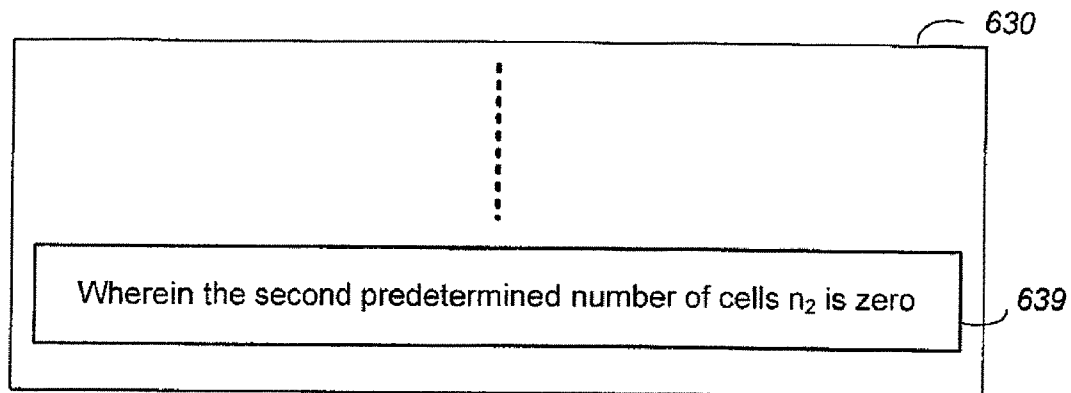 630
Wherein the second predetermined number of cells n₂ is zero
639